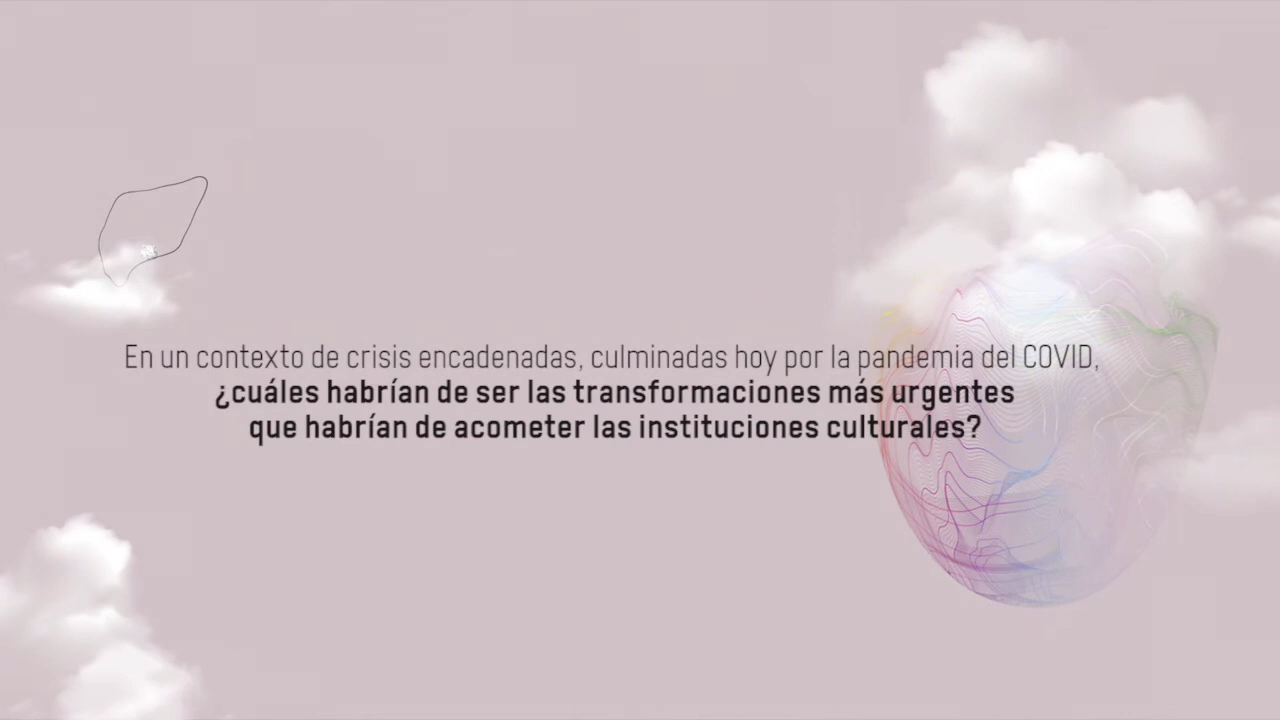 En un contexto de crisis encadenadas, culminadas hoy por la pandemia del COVID,
¿cuáles habrían de ser las transformaciones más urgentes
que habrían de acometer las instituciones culturales?